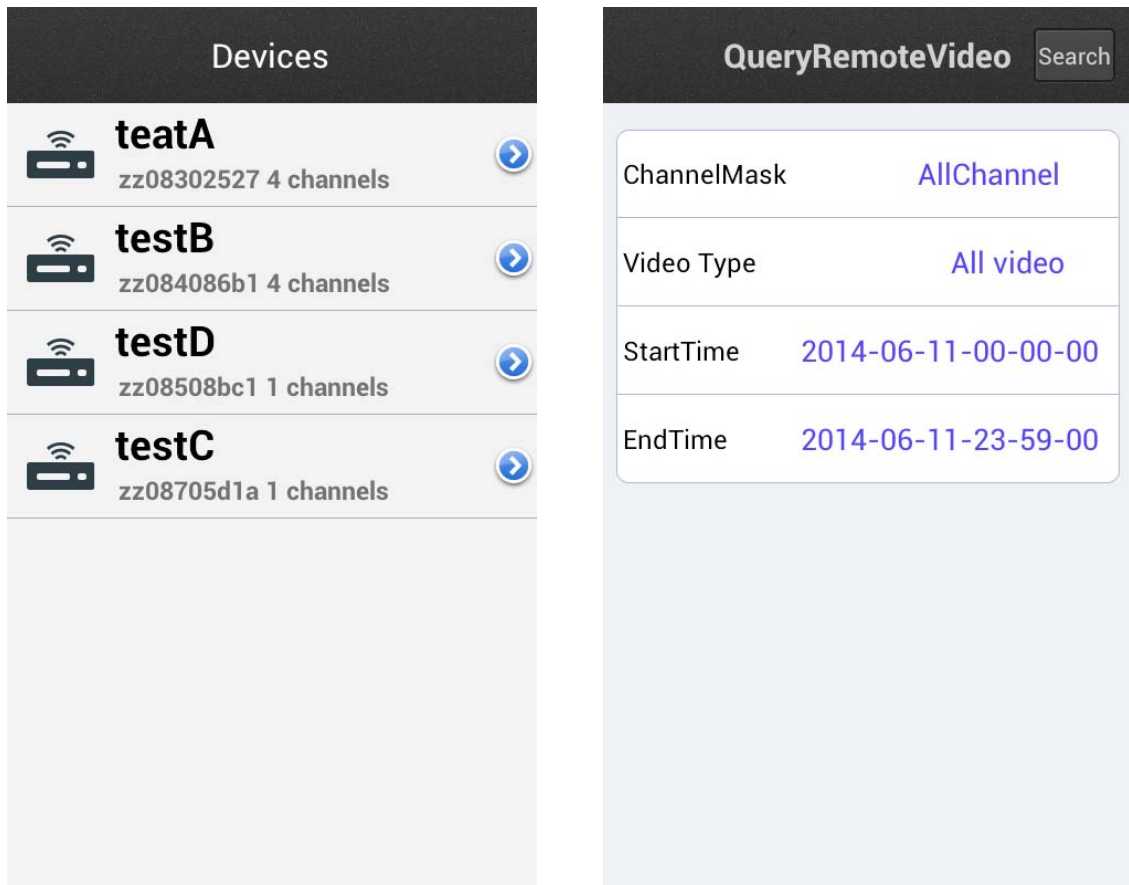 Devices
teatA
zz08302527 4 channels
testB
zz084086b1 4 channels
testD
zz08508bc1 1 channels
testC
zz08705d1a 1 channels
QueryRemoteVideo Search
ChannelMask AllChannel
Video Type All video
StartTime 2014-06-11-00-00-00
EndTime 2014-06-11-23-59-00